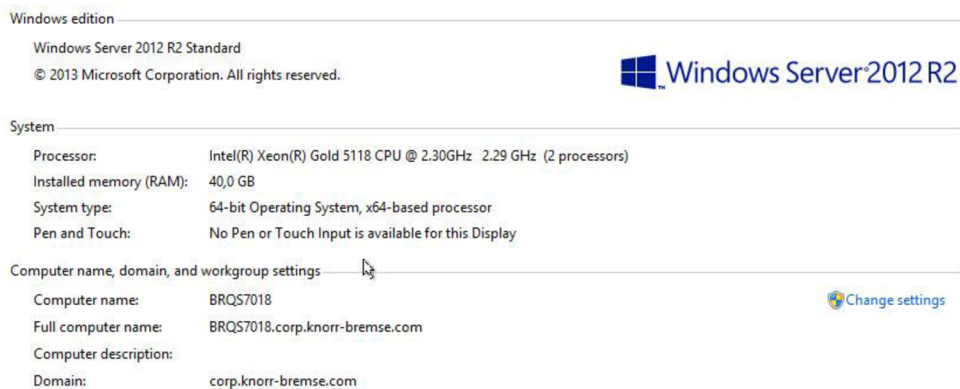 Windows edition
Windows Server 2012 R2 Standard
© 2013 Microsoft Corporation. All rights reserved.
Windows Server®2012 R2
System
Processor: Intel(R) Xeon(R) Gold 5118 CPU @ 2.30GHz 2.29 GHz (2 processors)
Installed memory (RAM): 40,0 GB
System type: 64-bit Operating System, x64-based processor
Pen and Touch: No Pen or Touch Input is available for this Display
Computer name, domain, and workgroup settings
Computer name: BRQS7018 Change settings
Full computer name: BRQS7018.corp.knorr-bremse.com
Computer description:
Domain: corp.knorr-bremse.com